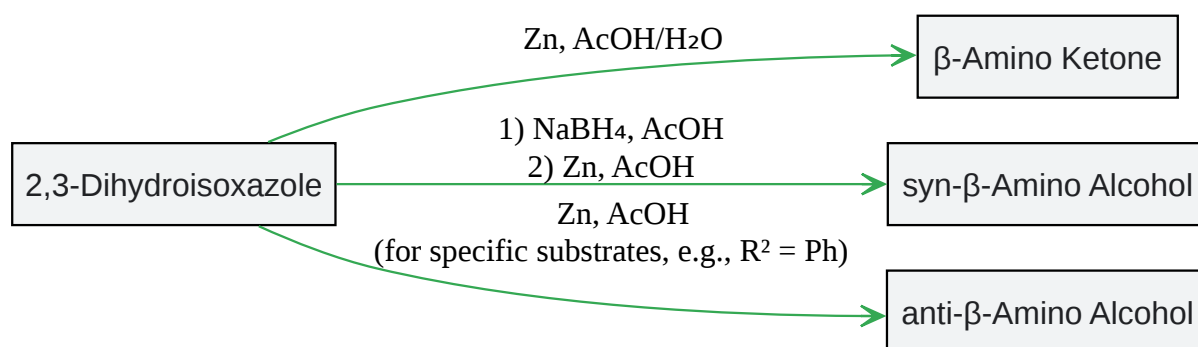 Zn, AcOH/H₂O
β-Amino Ketone
1) NaBH₄, AcOH
2) Zn, AcOH
2,3-Dihydroisoxazole
syn-β-Amino Alcohol
Zn, AcOH
(for specific substrates, e.g., R² = Ph)
anti-β-Amino Alcohol